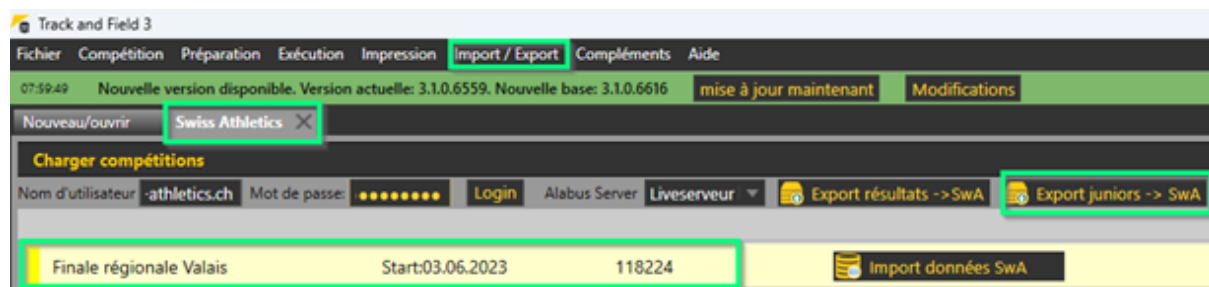 Track and Field 3
Fichier Compétition Préparation Exécution Impression Import / Export Compléments Aide
07:59:49 Nouvelle version disponible. Version actuelle: 3.1.0.6559. Nouvelle base: 3.1.0.6616 mise à jour maintenant Modifications
Nouveau/ouvrir Swiss Athletics
Charger compétitions
Nom d'utilisateur -athletics.ch Mot de passe: Login Alabus Server Liveserveur Export résultats ->SwA Export juniors -> SwA
Finale régionale Valais Start:03.06.2023 118224 Import données SwA